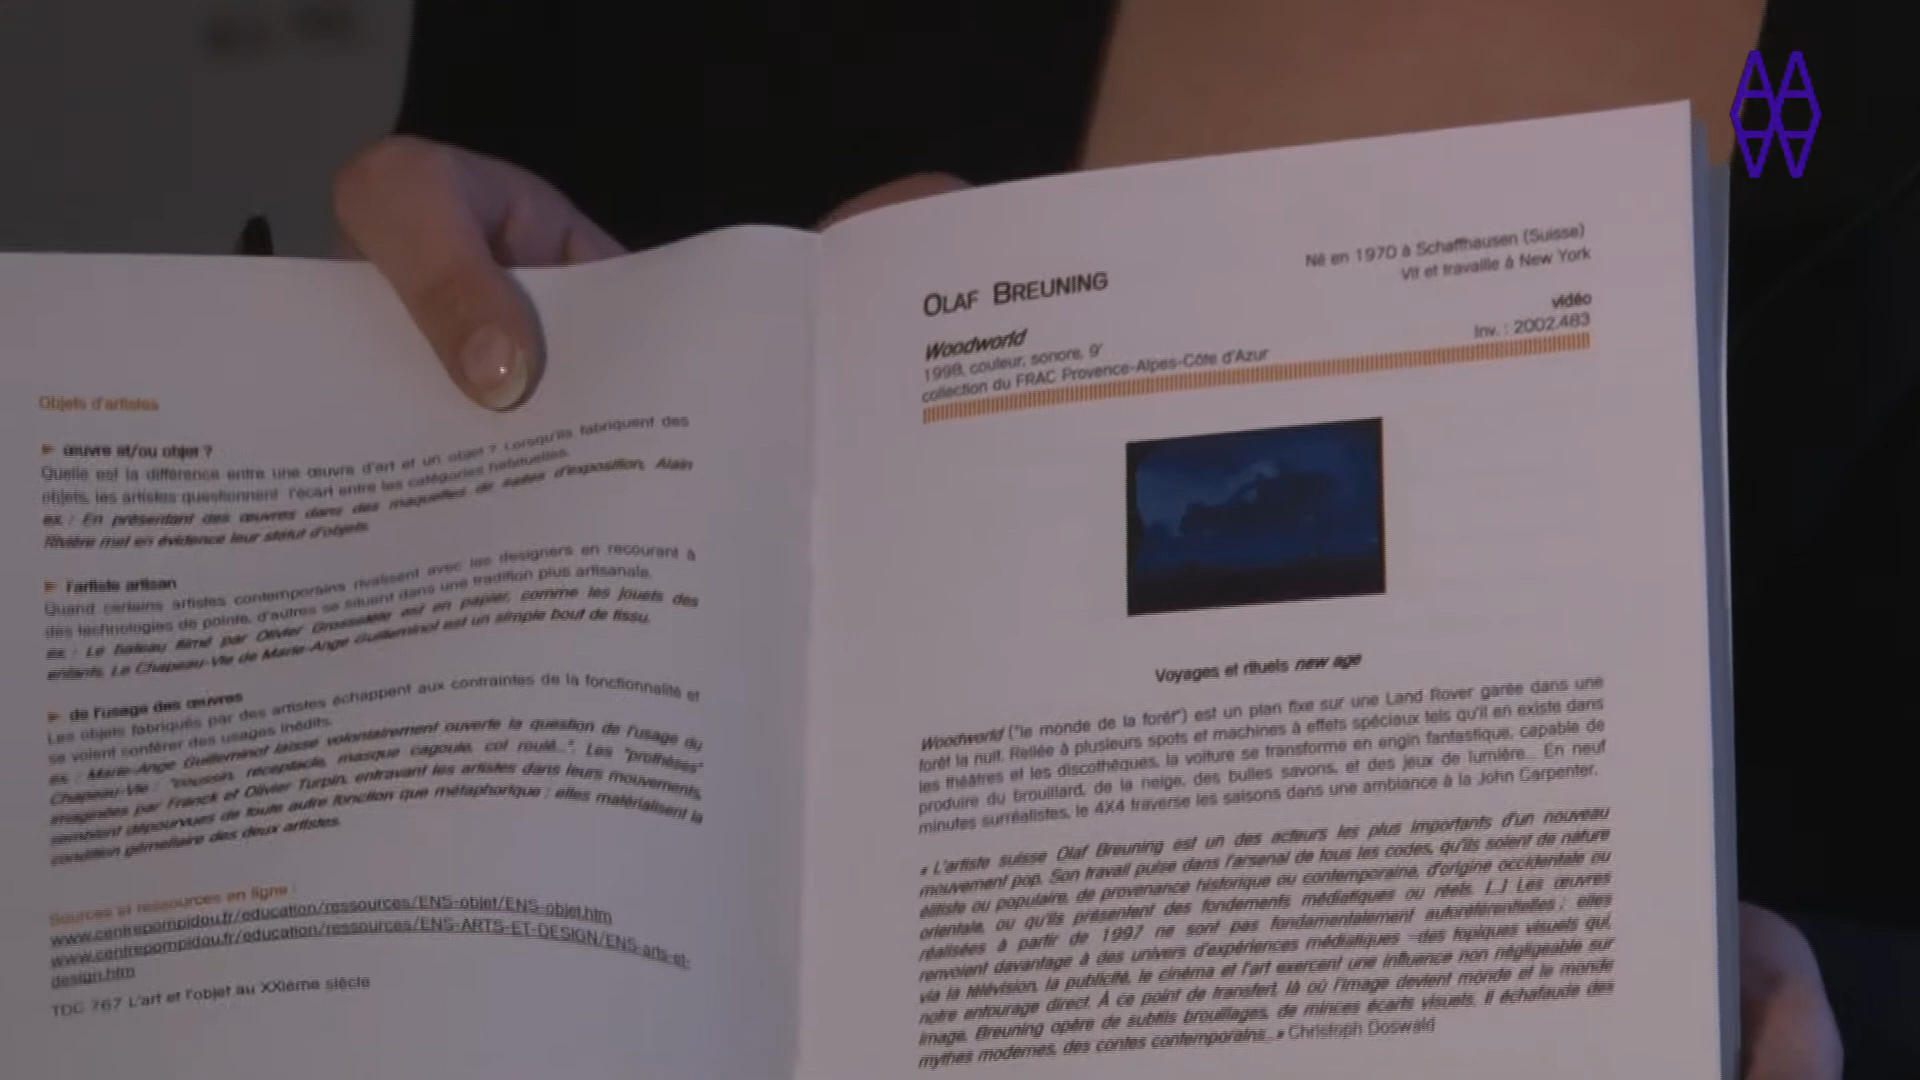 Objets d'artistes
œuvre et/ou objet ?
Quelle est la différence entre une œuvre d'art et un objet ? Lorsqu'ils fabriquent des
objets, les artistes questionnent l'écart entre les catégories habituelles.
ex. : En présentant des œuvres dans des maquettes de salles d'exposition, Alain
Rivière met en évidence leur statut d'objets.
l'artiste artisan
Quand certains artistes contemporains rivalisent avec les designers en recourant à
des technologies de pointe, d'autres se situent dans une tradition plus artisanale.
ex. : Le bateau filmé par Olivier Grossetête est en papier, comme les jouets des
enfants. Le Chapeau-Vie de Marie-Ange Guilleminot est un simple bout de tissu.
de l'usage des œuvres
Les objets fabriqués par des artistes échappent aux contraintes de la fonctionnalité et
se voient conférer des usages inédits.
ex. : Marie-Ange Guilleminot laisse volontairement ouverte la question de l'usage du
Chapeau-Vie : "coussin, réceptacle, masque cagoule, col roulé...". Les "prothèses"
imaginées par Franck et Olivier Turpin, entravant les artistes dans leurs mouvements,
semblent dépourvues de toute autre fonction que métaphorique : elles matérialisent la
condition gémellaire des deux artistes.
Sources et ressources en ligne :
www.centrepompidou.fr/education/ressources/ENS-objet/ENS-objet.htm
www.centrepompidou.fr/education/ressources/ENS-ARTS-ET-DESIGN/ENS-arts-et-
design.htm
TDC 767 L'art et l'objet au XXIème siècle
OLAF BREUNING
Né en 1970 à Schaffhausen (Suisse)
Vit et travaille à New York
Woodworld
vidéo
1998, couleur, sonore, 9'
Inv. : 2002.483
collection du FRAC Provence-Alpes-Côte d'Azur
Voyages et rituels new age
Woodworld ("le monde de la forêt") est un plan fixe sur une Land Rover garée dans une
forêt la nuit. Reliée à plusieurs spots et machines à effets spéciaux tels qu'il en existe dans
les théâtres et les discothèques, la voiture se transforme en engin fantastique, capable de
produire du brouillard, de la neige, des bulles savons, et des jeux de lumière... En neuf
minutes surréalistes, le 4X4 traverse les saisons dans une ambiance à la John Carpenter.
« L'artiste suisse Olaf Breuning est un des acteurs les plus importants d'un nouveau
mouvement pop. Son travail puise dans l'arsenal de tous les codes, qu'ils soient de nature
élitiste ou populaire, de provenance historique ou contemporaine, d'origine occidentale ou
orientale, ou qu'ils présentent des fondements médiatiques ou réels. [...] Les œuvres
réalisées à partir de 1997 ne sont pas fondamentalement autoréférentielles : elles
renvoient davantage à des univers d'expériences médiatiques –des topiques visuels qui,
via la télévision, la publicité, le cinéma et l'art exercent une influence non négligeable sur
notre entourage direct. À ce point de transfert, là où l'image devient monde et le monde
image, Breuning opère de subtils brouillages, de minces écarts visuels. Il échafaude des
mythes modernes, des contes contemporains... » Christoph Doswald